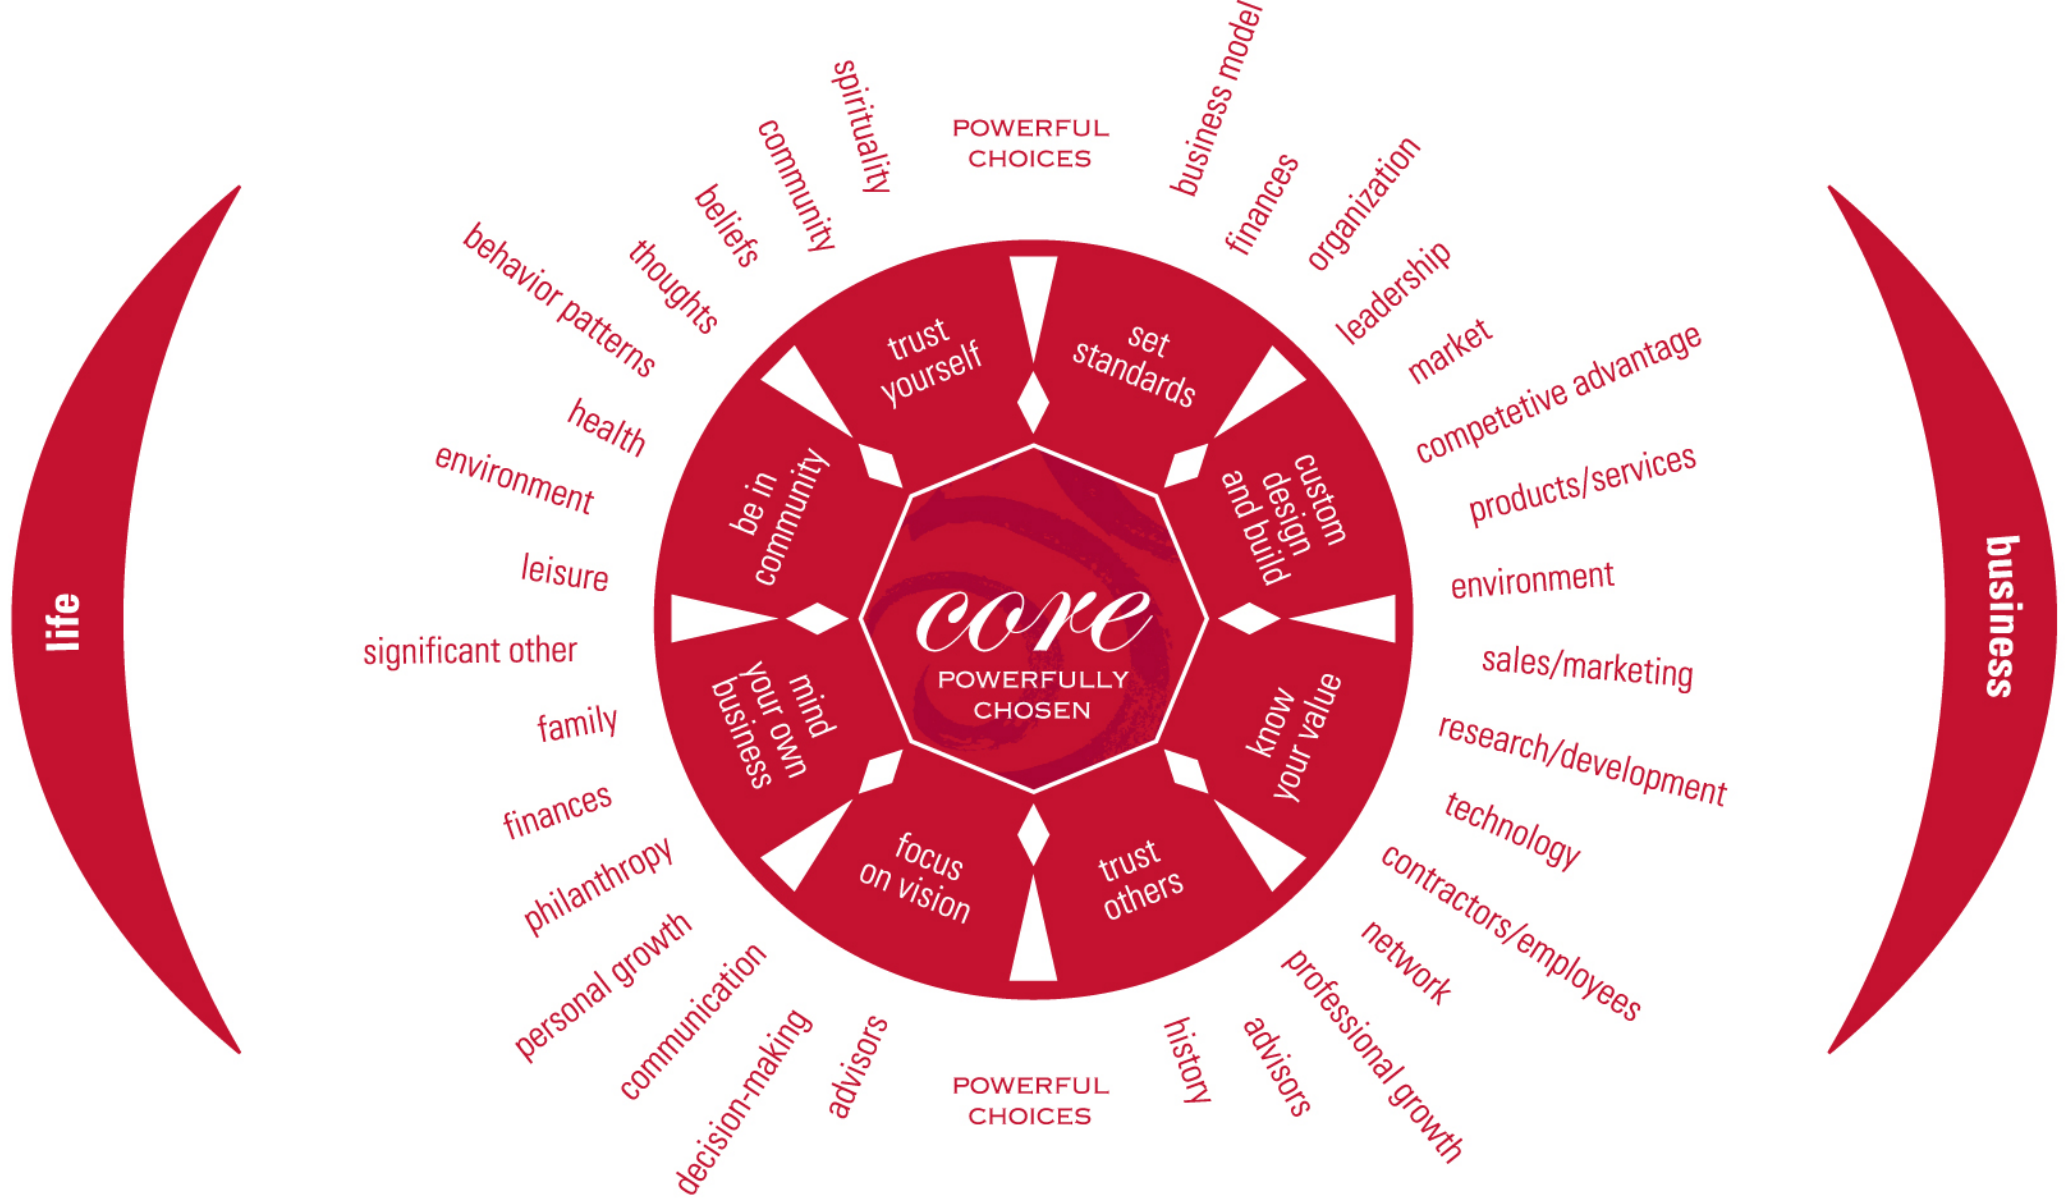 POWERFUL
CHOICES
life
spirituality
community
beliefs
thoughts
behavior patterns
health
environment
leisure
significant other
family
finances
philanthropy
personal growth
communication
decision-making
advisors
business model
finances
organization
leadership
market
competetive advantage
products/services
environment
sales/marketing
research/development
technology
contractors/employees
network
professional growth
advisors
history
business
trust
yourself
set
standards
custom
design
and build
know
your value
trust
others
focus
on vision
mind
your own
business
be in
community
core
POWERFULLY
CHOSEN
POWERFUL
CHOICES